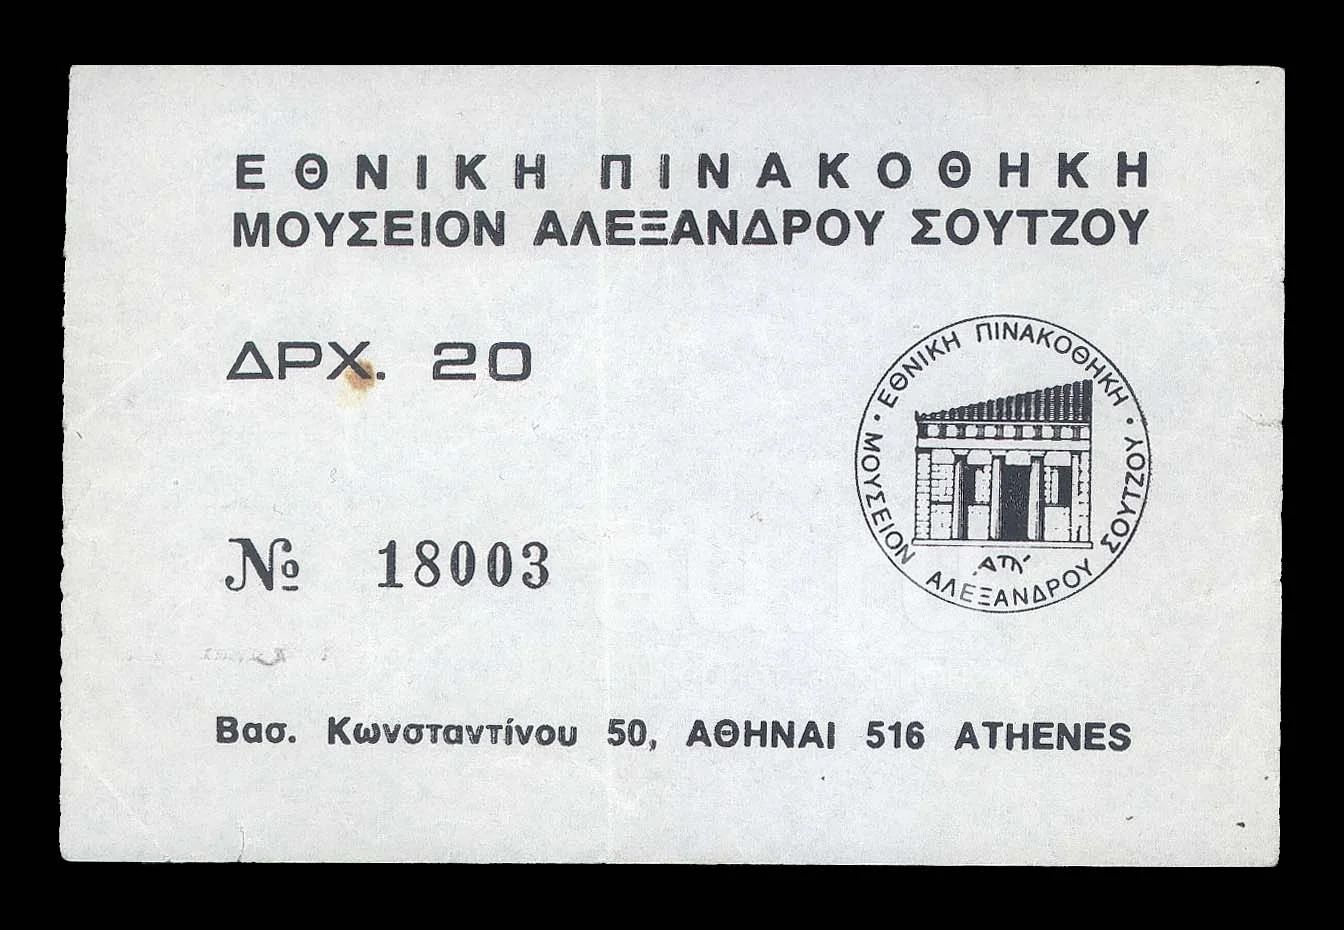 ΕΘΝΙΚΗ ΠΙΝΑΚΟΘΗΚΗ
ΜΟΥΣΕΙΟΝ ΑΛΕΞΑΝΔΡΟΥ ΣΟΥΤΖΟΥ
ΔΡΧ. 20
· ΕΘΝΙΚΗ ΠΙΝΑΚΟΘΗΚΗ ·
ΜΟΥΣΕΙΟΝ ΑΛΕΞΑΝΔΡΟΥ ΣΟΥΤΖΟΥ
№ 18003
Βασ. Κωνσταντίνου 50, ΑΘΗΝΑΙ 516 ATHENES